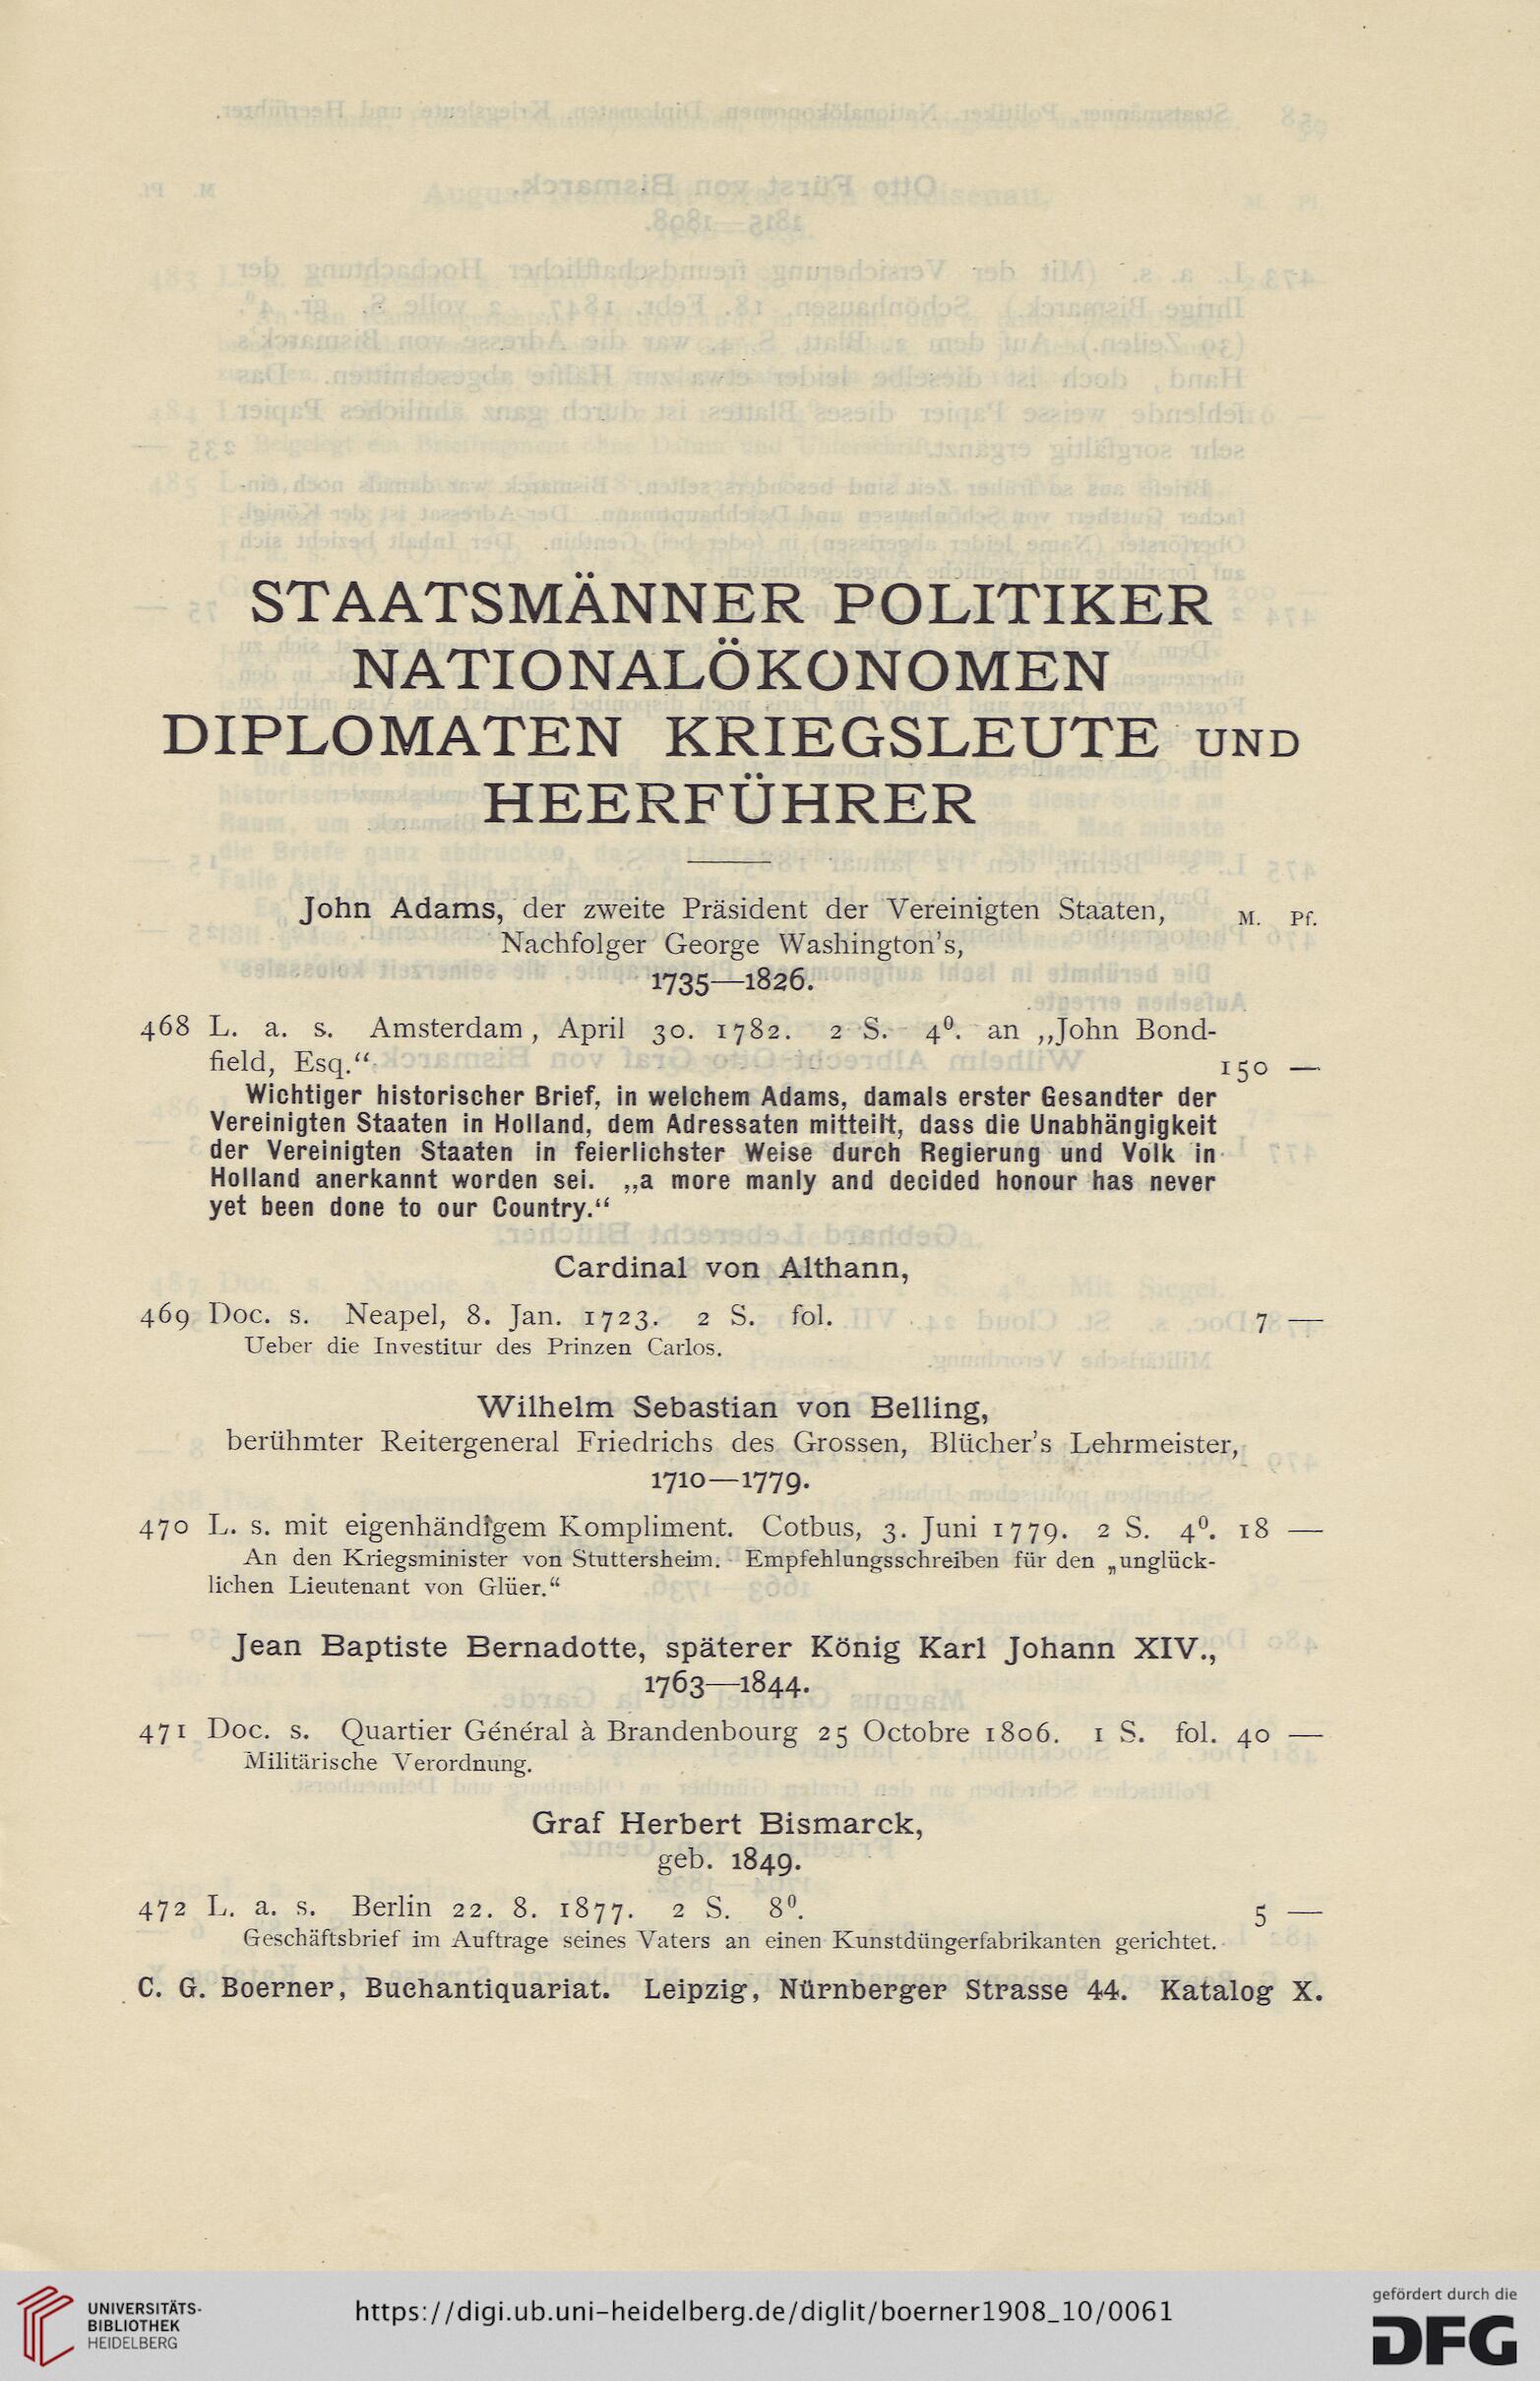 STAATSMÄNNER POLITIKER
NATIONALÖKONOMEN
DIPLOMATEN KRIEGSLEUTE UND
HEERFÜHRER
John Adams, der zweite Präsident der Vereinigten Staaten, M. Pf.
Nachfolger George Washington's,
1735—1826.
468 L. a. s. Amsterdam, April 30. 1782. 2 S. 4⁰. an ,,John Bond-
field, Esq.“ 150 —
Wichtiger historischer Brief, in welchem Adams, damals erster Gesandter der
Vereinigten Staaten in Holland, dem Adressaten mitteilt, dass die Unabhängigkeit
der Vereinigten Staaten in feierlichster Weise durch Regierung und Volk in
Holland anerkannt worden sei. ,,a more manly and decided honour has never
yet been done to our Country.“
Cardinal von Althann,
469 Doc. s. Neapel, 8. Jan. 1723. 2 S. fol. 7 —
Ueber die Investitur des Prinzen Carlos.
Wilhelm Sebastian von Belling,
berühmter Reitergeneral Friedrichs des Grossen, Blücher's Lehrmeister,
1710—1779.
470 L. s. mit eigenhändigem Kompliment. Cotbus, 3. Juni 1779. 2 S. 4⁰. 18 —
An den Kriegsminister von Stuttersheim. Empfehlungsschreiben für den „unglück-
lichen Lieutenant von Glüer.“
Jean Baptiste Bernadotte, späterer König Karl Johann XIV.,
1763—1844.
471 Doc. s. Quartier Général à Brandenbourg 25 Octobre 1806. 1 S. fol. 40 —
Militärische Verordnung.
Graf Herbert Bismarck,
geb. 1849.
472 L. a. s. Berlin 22. 8. 1877. 2 S. 8⁰. 5 —
Geschäftsbrief im Auftrage seines Vaters an einen Kunstdüngerfabrikanten gerichtet.
C. G. Boerner, Buchantiquariat. Leipzig, Nürnberger Strasse 44. Katalog X.
UNIVERSITÄTS-
BIBLIOTHEK
HEIDELBERG
https://digi.ub.uni-heidelberg.de/diglit/boerner1908_10/0061
gefördert durch die
DFG